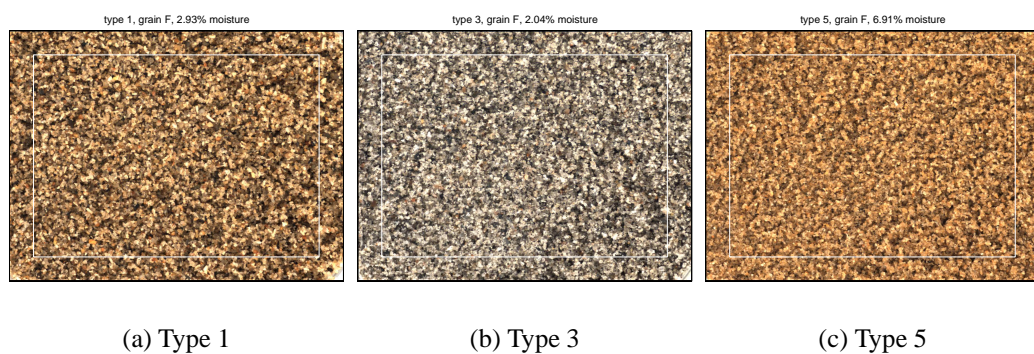 type 1, grain F, 2.93% moisture
type 3, grain F, 2.04% moisture
type 5, grain F, 6.91% moisture
(a) Type 1
(b) Type 3
(c) Type 5